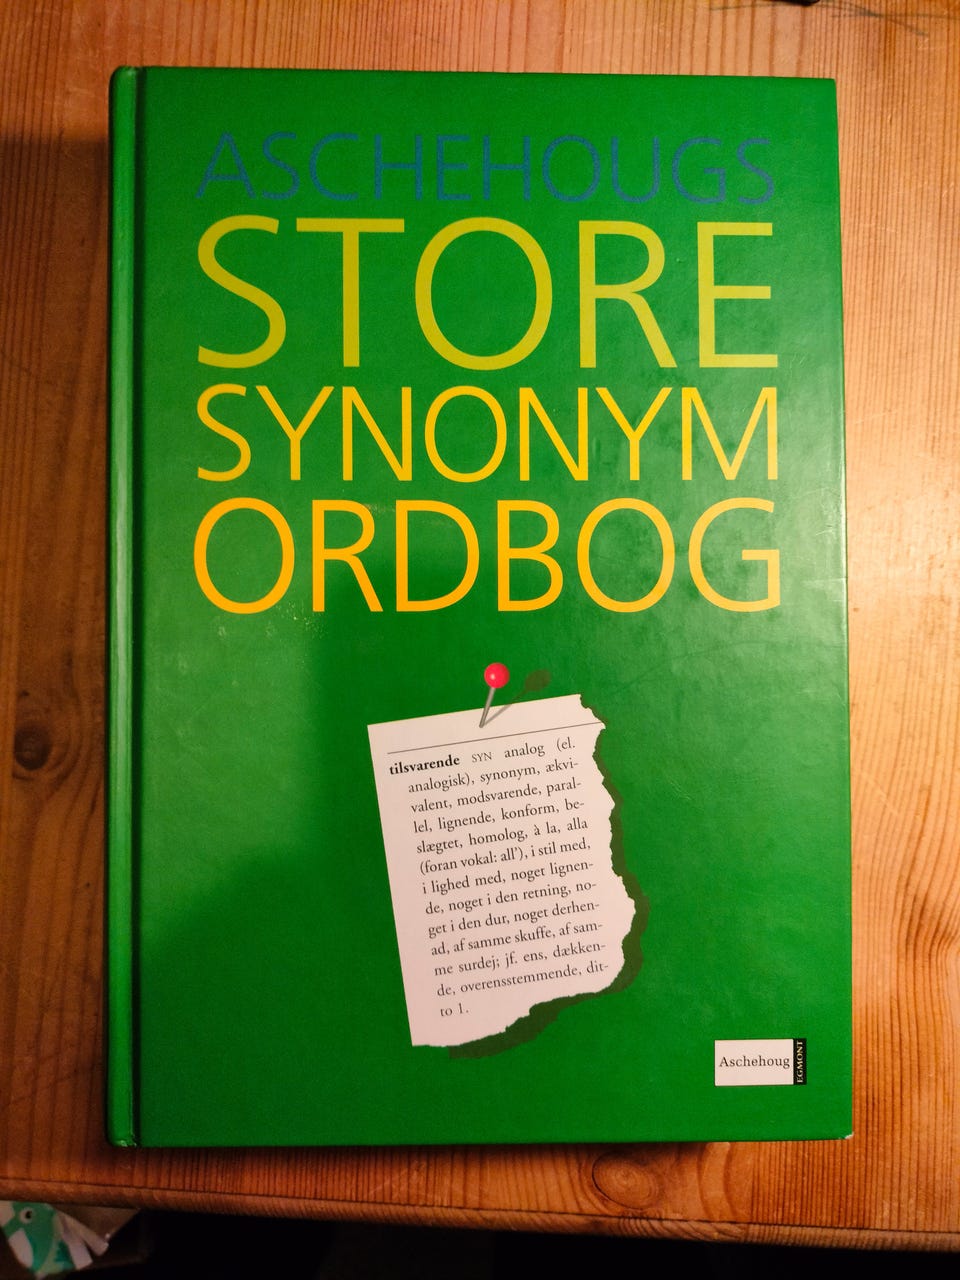 ASCHEHOUGS
STORE
SYNONYM
ORDBOG
tilsvarende SYN analog (el.
analogisk), synonym, ækvi-
valent, modsvarende, paral-
lel, lignende, konform, be-
slægtet, homolog, à la, alla
(foran vokal: all'), i stil med,
i lighed med, noget lignen-
de, noget i den retning, no-
get i den dur, noget derhen-
ad, af samme skuffe, af sam-
me surdej; jf. ens, dækken-
de, overensstemmende, dit-
to 1.
Aschehoug
EGMONT